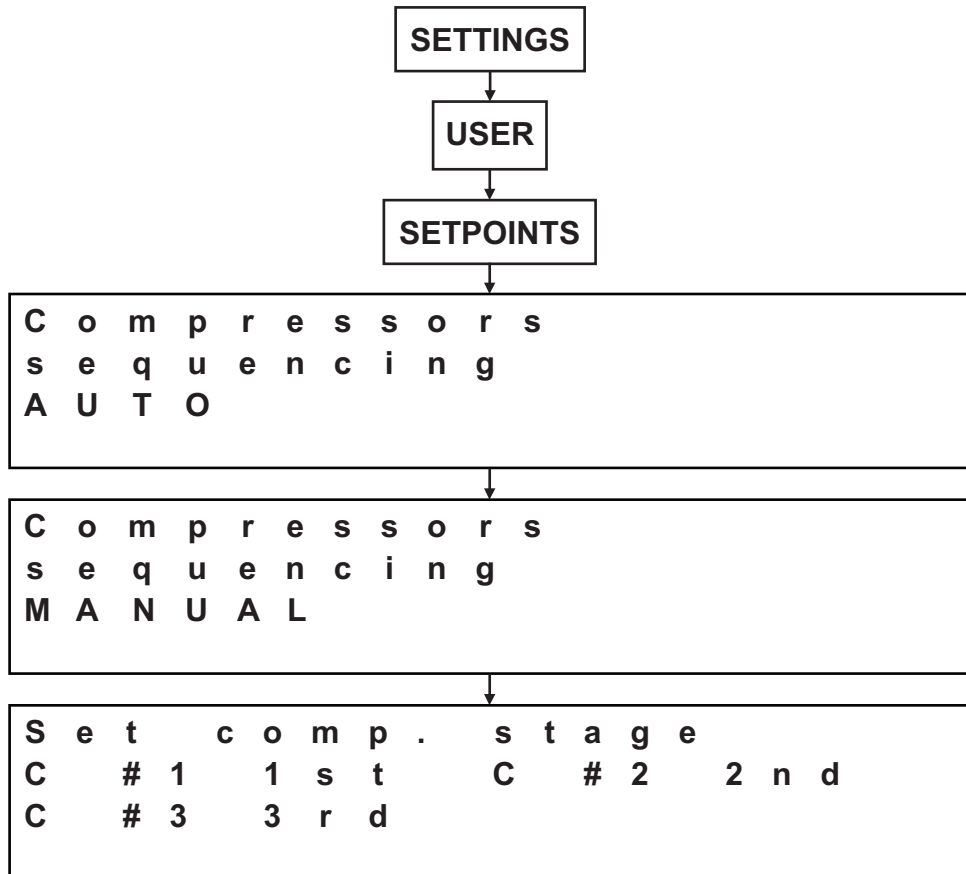 SETTINGS
USER
SETPOINTS
Compressors
sequencing
AUTO
Compressors
sequencing
MANUAL
Set comp. stage
C #1 1st C #2 2nd
C #3 3rd